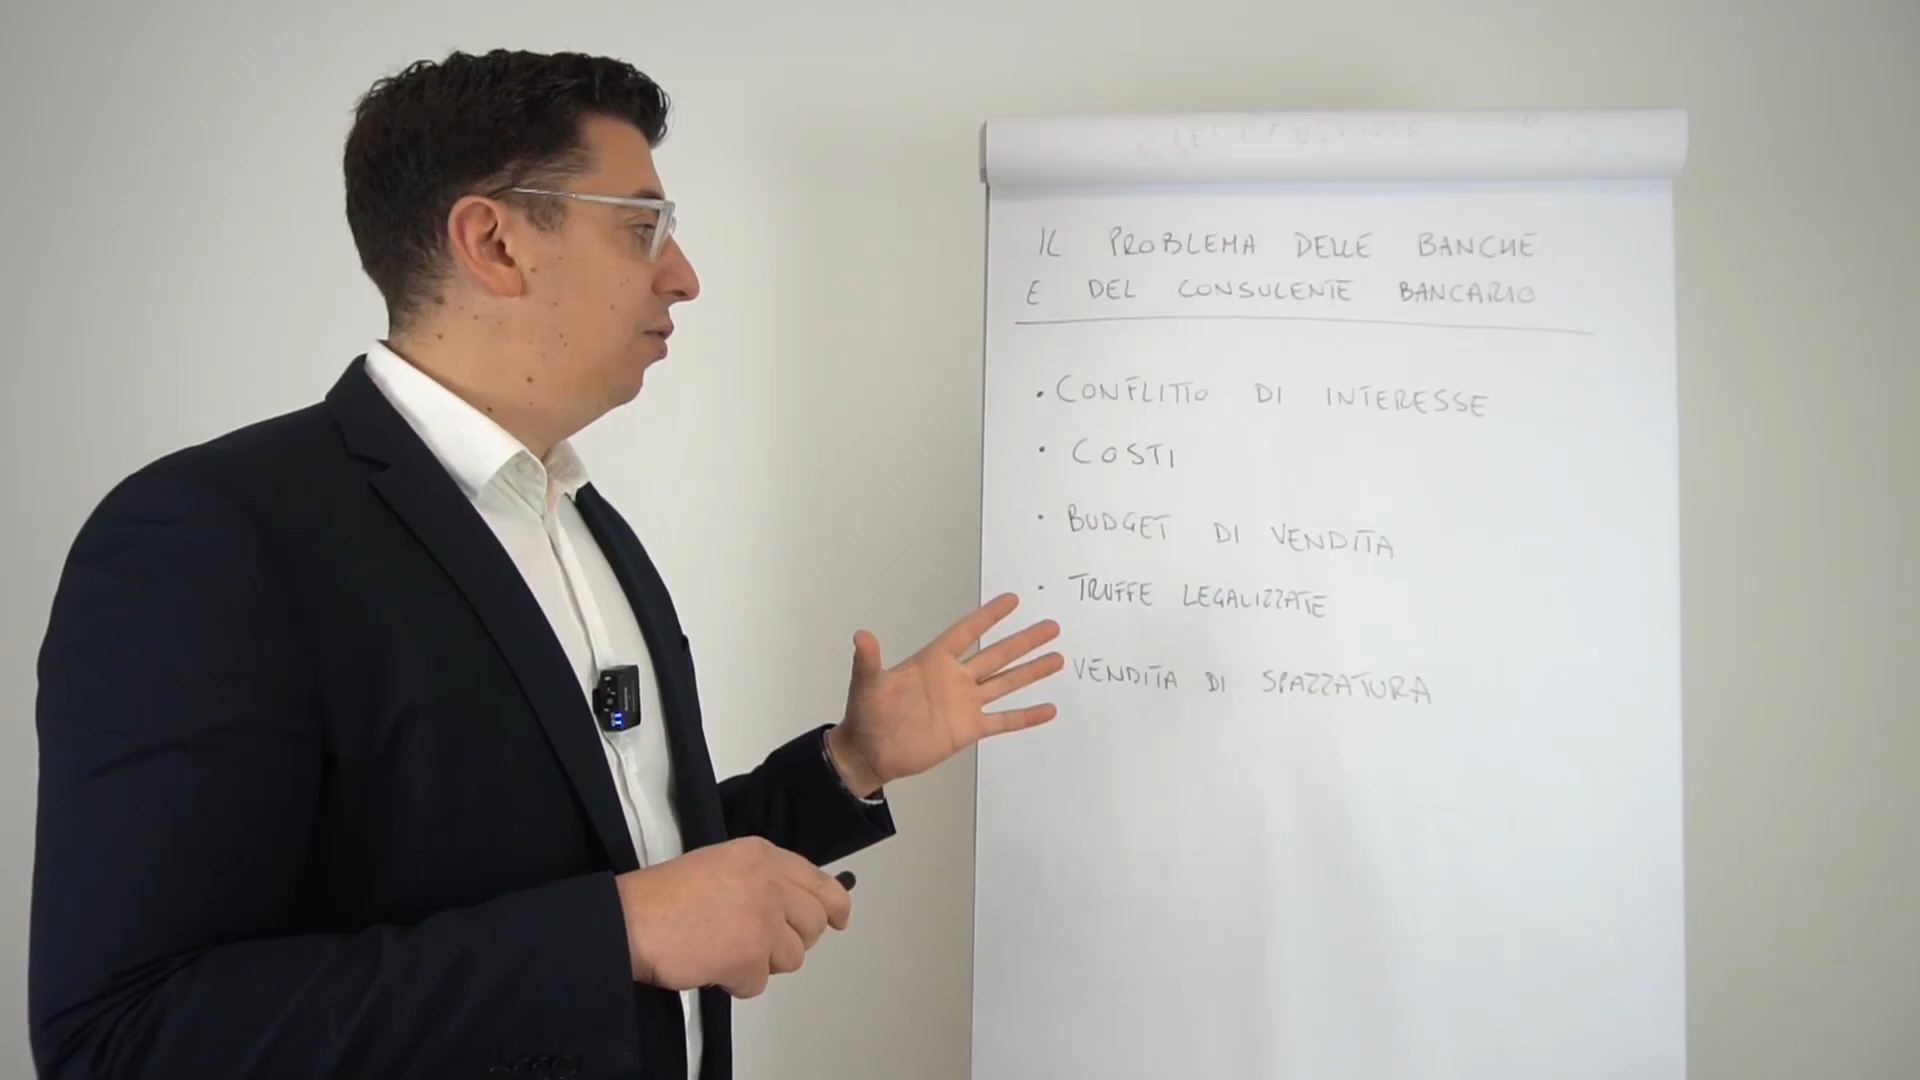 IL PROBLEMA DELLE BANCHE
E DEL CONSULENTE BANCARIO
• CONFLITTO DI INTERESSE
• COSTI
• BUDGET DI VENDITA
• TRUFFE LEGALIZZATE
VENDITA DI SPAZZATURA